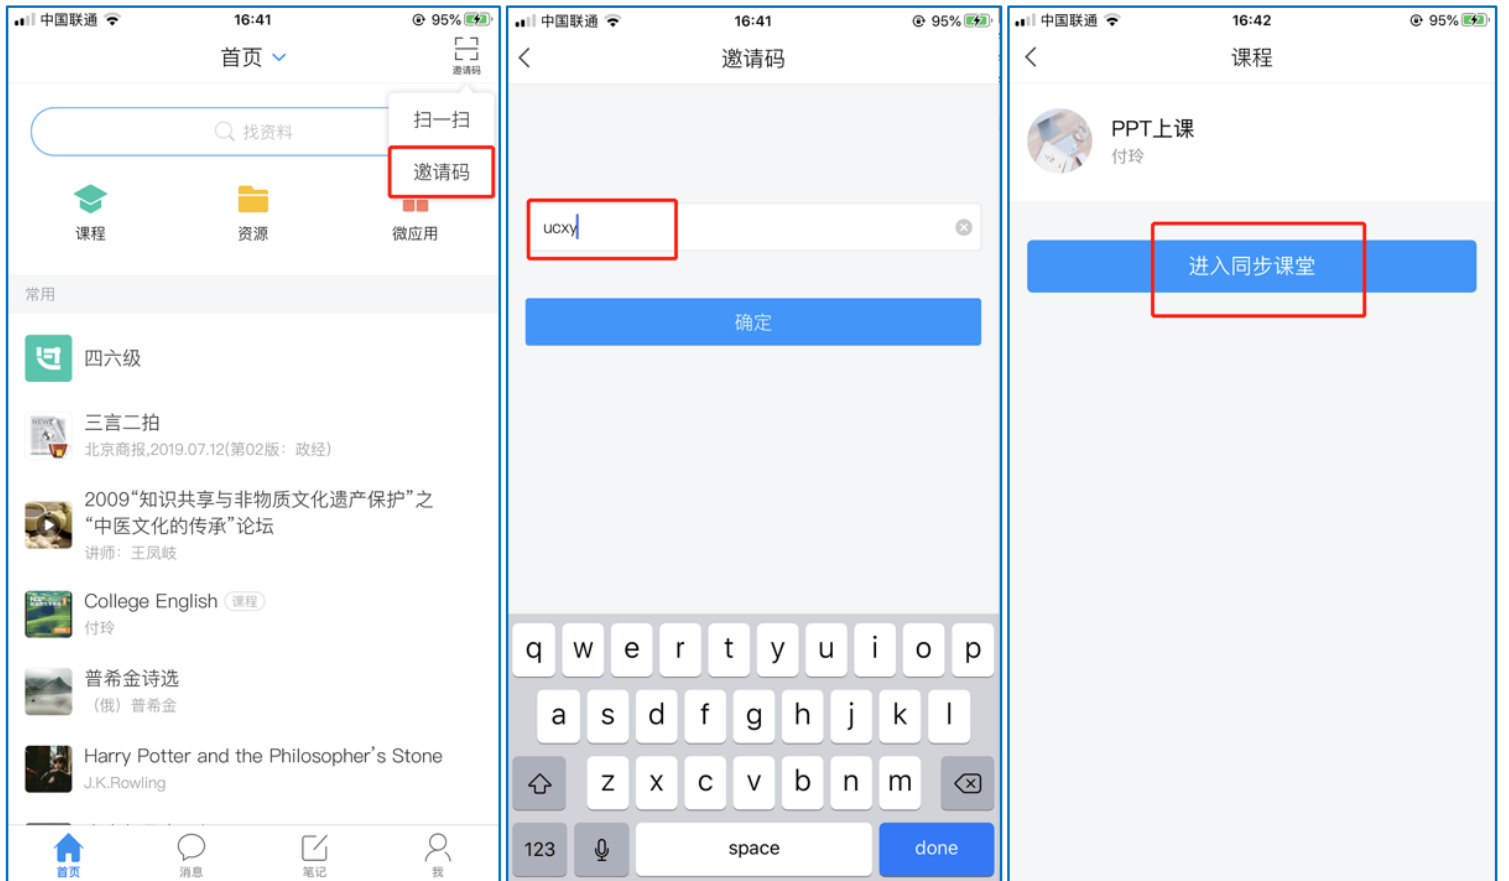 中国联通
16:41
95%
首页
邀请码
扫一扫
找资料
邀请码
课程
资源
微应用
常用
四六级
三言二拍
北京商报,2019.07.12(第02版：政经)
2009“知识共享与非物质文化遗产保护”之
“中医文化的传承”论坛
讲师：王凤岐
College English 课程
付玲
普希金诗选
（俄）普希金
Harry Potter and the Philosopher's Stone
J.K.Rowling
首页
消息
笔记
我
中国联通
16:41
95%
邀请码
ucxy
确定
q w e r t y u i o p
a s d f g h j k l
z x c v b n m
123
space
done
中国联通
16:42
95%
课程
PPT上课
付玲
进入同步课堂